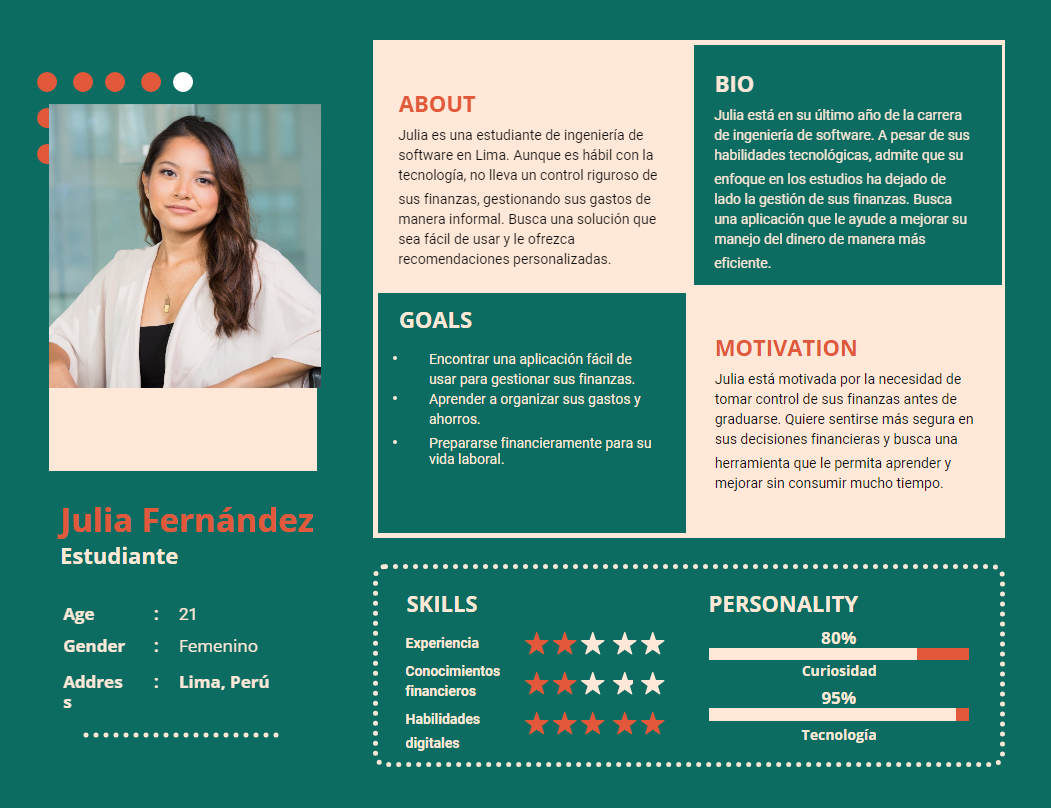 Julia Fernández
Estudiante
Age : 21
Gender : Femenino
Addres : Lima, Perú
s
ABOUT
Julia es una estudiante de ingeniería de
software en Lima. Aunque es hábil con la
tecnología, no lleva un control riguroso de
sus finanzas, gestionando sus gastos de
manera informal. Busca una solución que
sea fácil de usar y le ofrezca
recomendaciones personalizadas.
BIO
Julia está en su último año de la carrera
de ingeniería de software. A pesar de sus
habilidades tecnológicas, admite que su
enfoque en los estudios ha dejado de
lado la gestión de sus finanzas. Busca
una aplicación que le ayude a mejorar su
manejo del dinero de manera más
eficiente.
GOALS
• Encontrar una aplicación fácil de
usar para gestionar sus finanzas.
• Aprender a organizar sus gastos y
ahorros.
• Prepararse financieramente para su
vida laboral.
MOTIVATION
Julia está motivada por la necesidad de
tomar control de sus finanzas antes de
graduarse. Quiere sentirse más segura en
sus decisiones financieras y busca una
herramienta que le permita aprender y
mejorar sin consumir mucho tiempo.
SKILLS
Experiencia
Conocimientos
financieros
Habilidades
digitales
PERSONALITY
80%
Curiosidad
95%
Tecnología